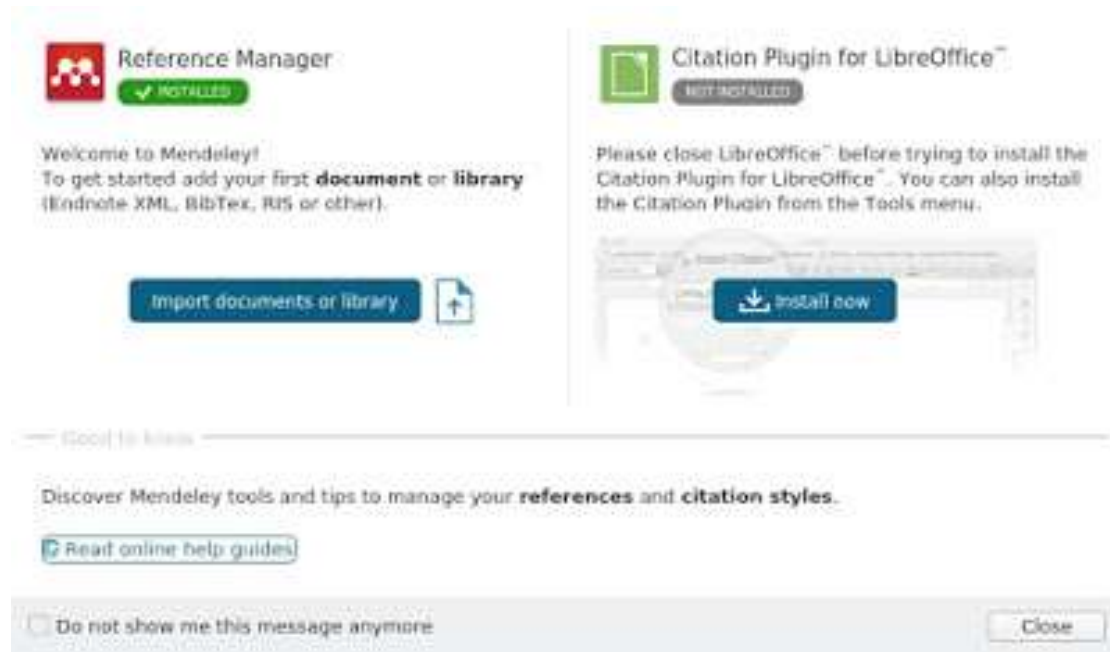 Reference Manager
INSTALLED
Welcome to Mendeley!
To get started add your first document or library
(Endnote XML, BibTex, RIS or other).
Import documents or library
Citation Plugin for LibreOffice™
NOT INSTALLED
Please close LibreOffice™ before trying to install the
Citation Plugin for LibreOffice™. You can also install
the Citation Plugin from the Tools menu.
Install now
Good to know
Discover Mendeley tools and tips to manage your references and citation styles.
Read online help guides
Do not show me this message anymore
Close